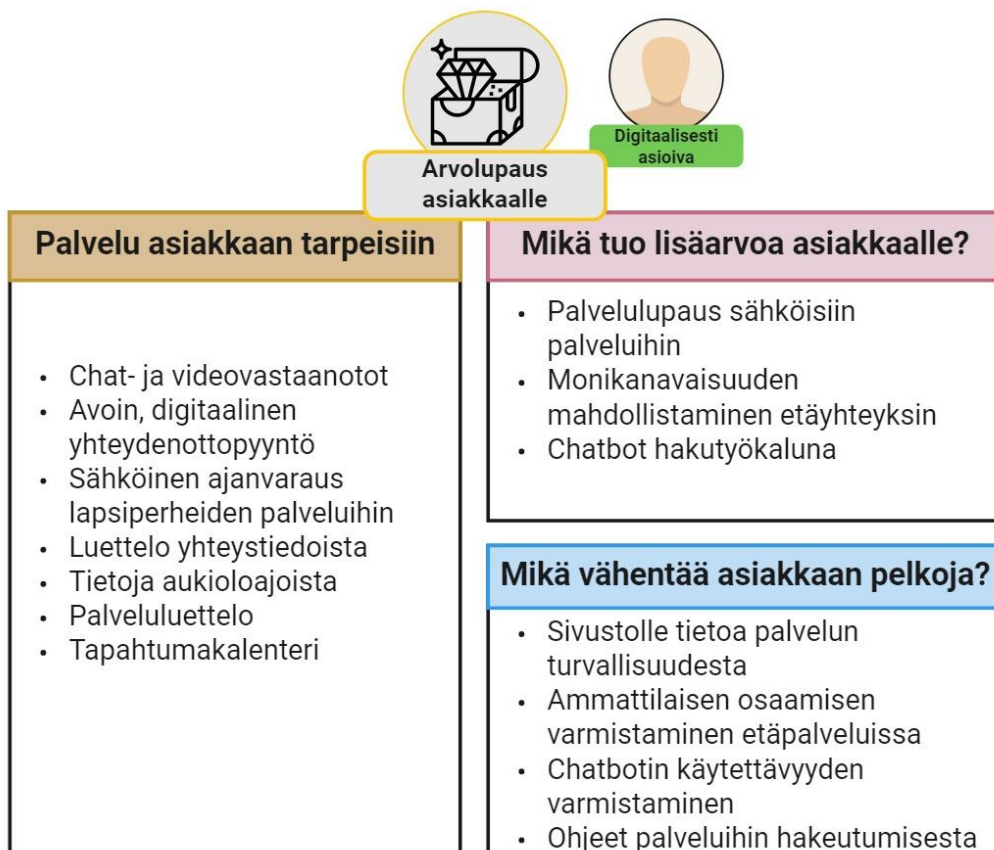 Digitaalisesti
asioiva
Arvolupaus
asiakkaalle
Palvelu asiakkaan tarpeisiin
• Chat- ja videovastaanotot
• Avoin, digitaalinen
yhteydenottopyyntö
• Sähköinen ajanvaraus
lapsiperheiden palveluihin
• Luettelo yhteystiedoista
• Tietoja aukioloajoista
• Palveluluettelo
• Tapahtumakalenteri
Mikä tuo lisäarvoa asiakkaalle?
• Palvelulupaus sähköisiin
palveluihin
• Monikanavaisuuden
mahdollistaminen etäyhteyksin
• Chatbot hakutyökaluna
Mikä vähentää asiakkaan pelkoja?
• Sivustolle tietoa palvelun
turvallisuudesta
• Ammattilaisen osaamisen
varmistaminen etäpalveluissa
• Chatbotin käytettävyyden
varmistaminen
• Ohjeet palveluihin hakeutumisesta